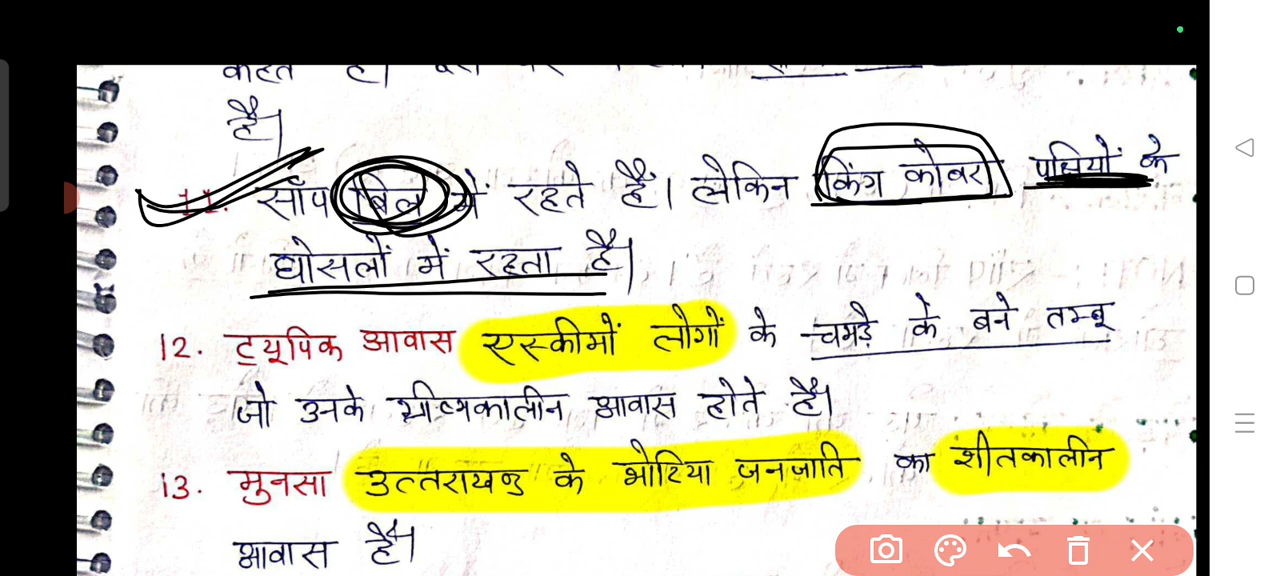 है।
11. साँप बिल में रहते हैं। लेकिन किंग कोबरा पक्षियों के
घोसलों में रहता है।
12. ट्यूपिक आवास एस्कीमों लोगों के चमड़े के बने तम्बू
जो उनके ग्रीष्मकालीन आवास होते हैं।
13. मुनसा उत्तराखण्ड के भोटिया जनजाति का शीतकालीन
आवास है।